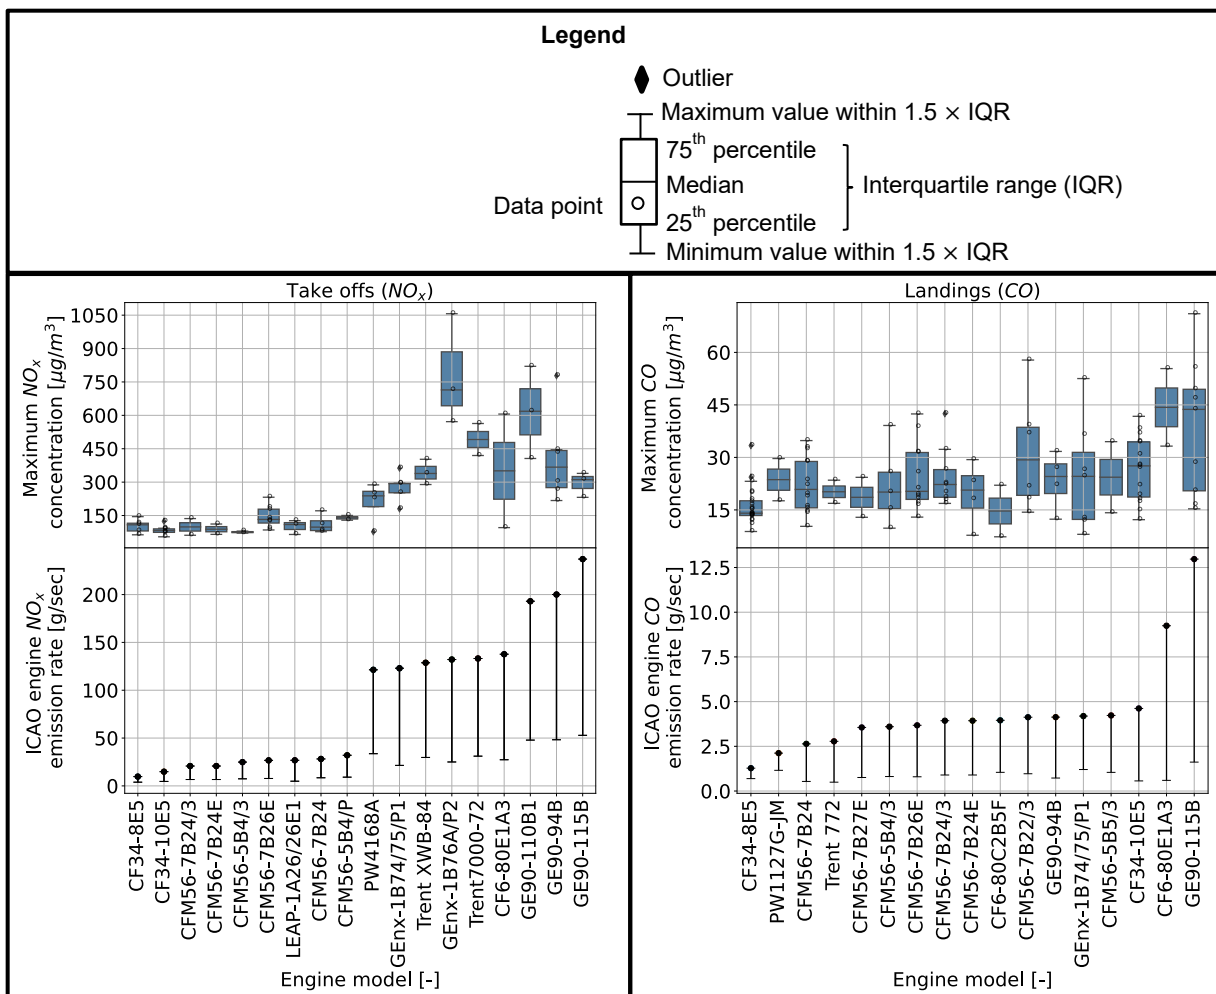 Legend
Outlier
Maximum value within 1.5 × IQR
75th percentile
Median
Interquartile range (IQR)
Data point
25th percentile
Minimum value within 1.5 × IQR
Take offs (NOx)
Maximum NOx
concentration [μg/m3]
1050
900
750
600
450
300
150
ICAO engine NOx
emission rate [g/sec]
200
150
100
50
0
CF34-8E5
CF34-10E5
CFM56-7B24/3
CFM56-7B24E
CFM56-5B4/3
CFM56-7B26E
LEAP-1A26/26E1
CFM56-7B24
CFM56-5B4/P
PW4168A
GEnx-1B74/75/P1
Trent XWB-84
GEnx-1B76A/P2
Trent7000-72
CF6-80E1A3
GE90-110B1
GE90-94B
GE90-115B
Engine model [-]
Landings (CO)
Maximum CO
concentration [μg/m3]
60
45
30
15
ICAO engine CO
emission rate [g/sec]
12.5
10.0
7.5
5.0
2.5
0.0
CF34-8E5
PW1127G-JM
CFM56-7B24
Trent 772
CFM56-7B27E
CFM56-5B4/3
CFM56-7B26E
CFM56-7B24/3
CFM56-7B24E
CF6-80C2B5F
CFM56-7B22/3
GE90-94B
GEnx-1B74/75/P1
CFM56-5B5/3
CF34-10E5
CF6-80E1A3
GE90-115B
Engine model [-]